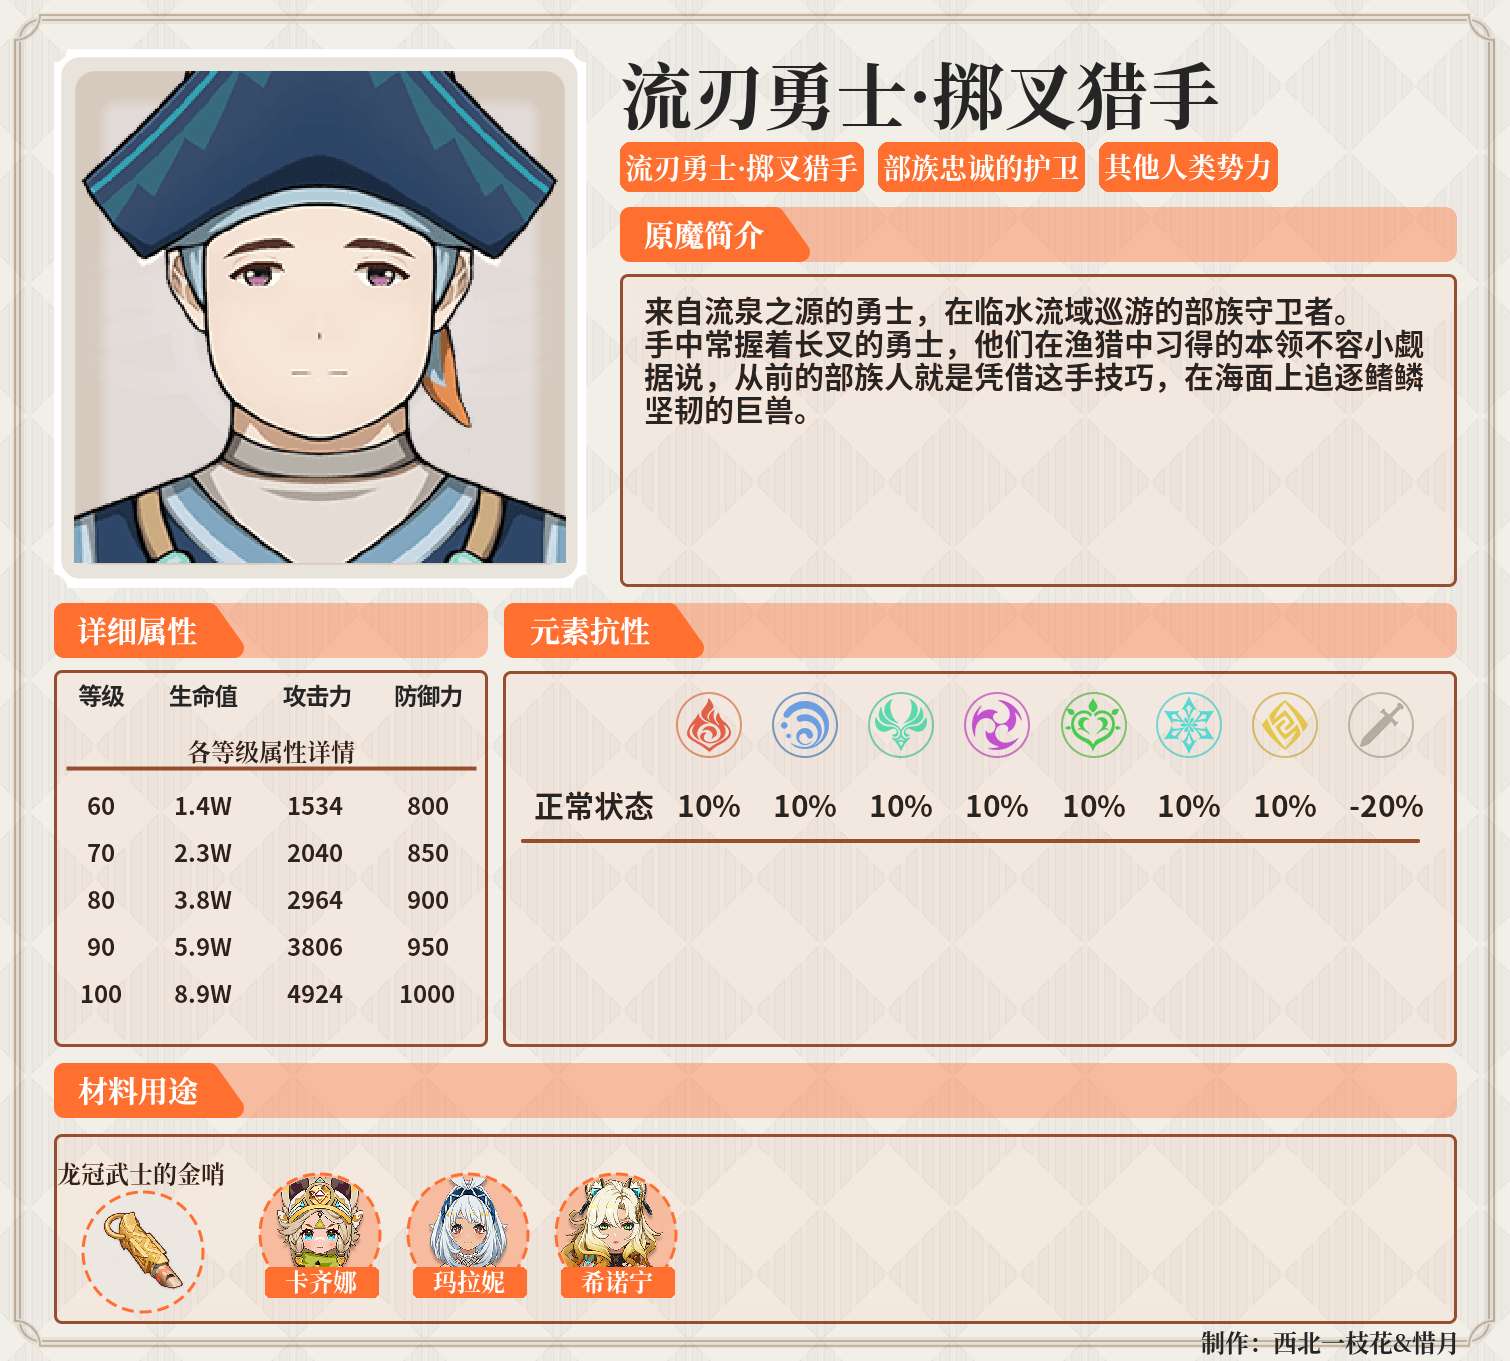 流刃勇士·掷叉猎手
流刃勇士·掷叉猎手 部族忠诚的护卫 其他人类势力
原魔简介
来自流泉之源的勇士，在临水流域巡游的部族守卫者。
手中常握着长叉的勇士，他们在渔猎中习得的本领不容小觑
据说，从前的部族人就是凭借这手技巧，在海面上追逐鳍鳞
坚韧的巨兽。
详细属性
等级 生命值 攻击力 防御力
各等级属性详情
60 1.4W 1534 800
70 2.3W 2040 850
80 3.8W 2964 900
90 5.9W 3806 950
100 8.9W 4924 1000
元素抗性
正常状态 10% 10% 10% 10% 10% 10% 10% -20%
材料用途
龙冠武士的金哨
卡齐娜 玛拉妮 希诺宁
制作：西北一枝花&惜月